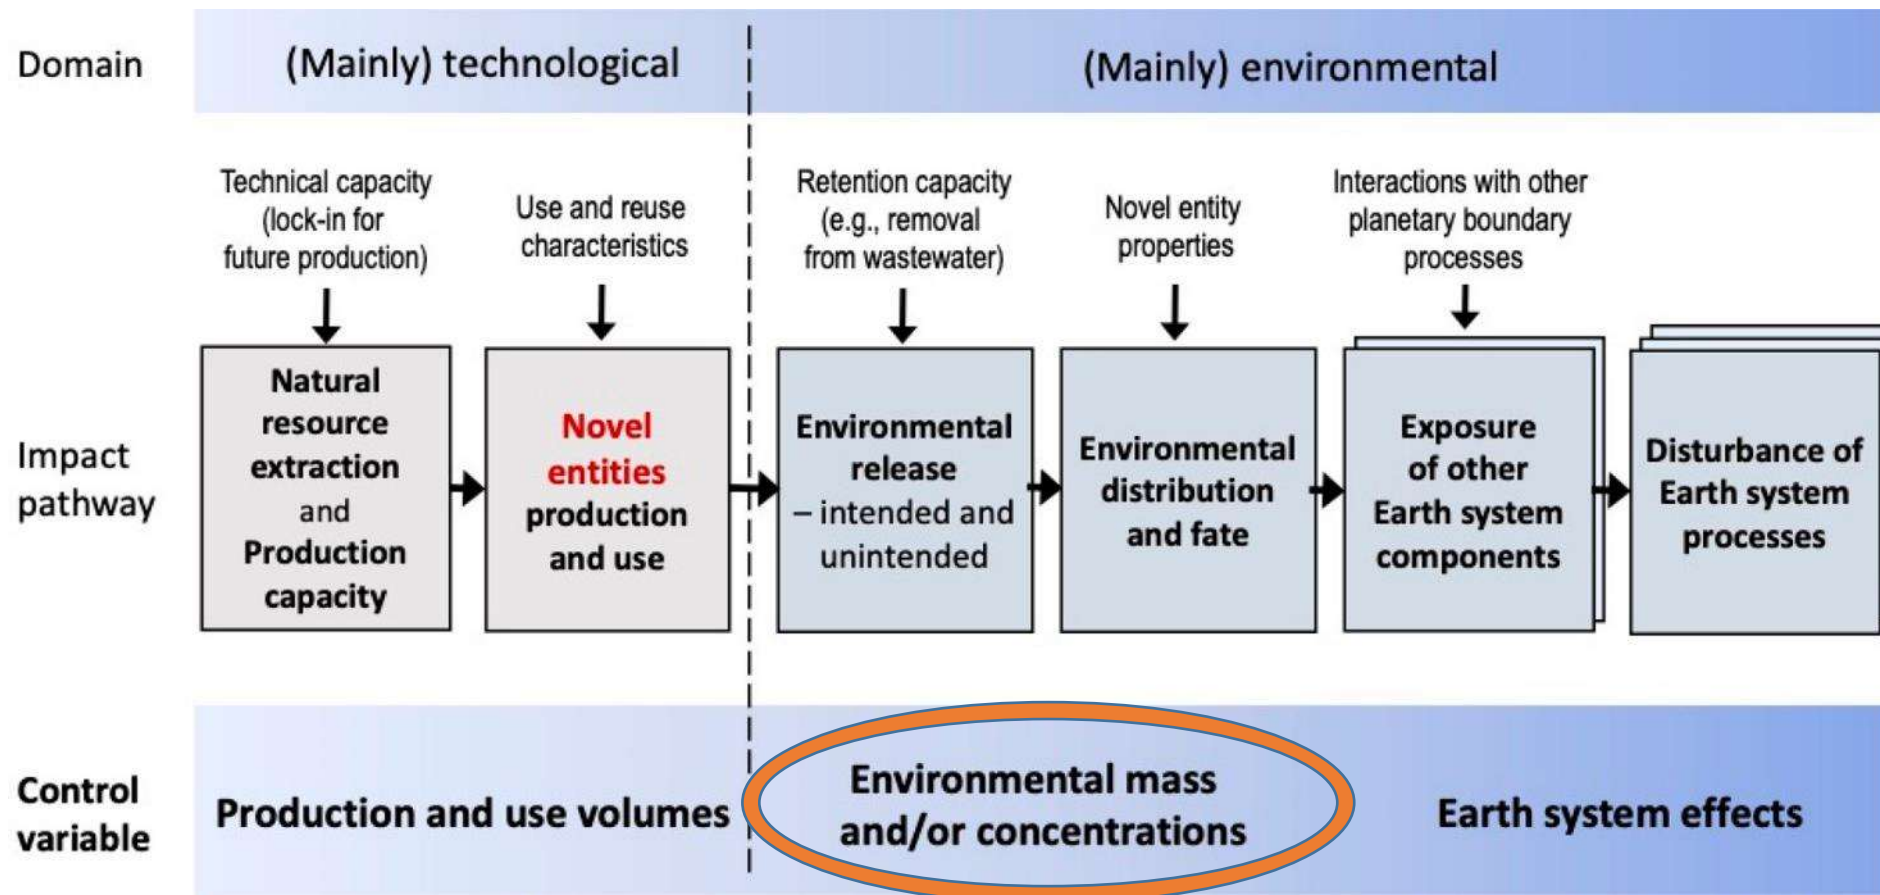 Domain
(Mainly) technological
(Mainly) environmental
Technical capacity
(lock-in for
future production)
Use and reuse
characteristics
Retention capacity
(e.g., removal
from wastewater)
Novel entity
properties
Interactions with other
planetary boundary
processes
Impact
pathway
Natural
resource
extraction
and
Production
capacity
Novel
entities
production
and use
Environmental
release
– intended and
unintended
Environmental
distribution
and fate
Exposure
of other
Earth system
components
Disturbance of
Earth system
processes
Control
variable
Production and use volumes
Environmental mass
and/or concentrations
Earth system effects